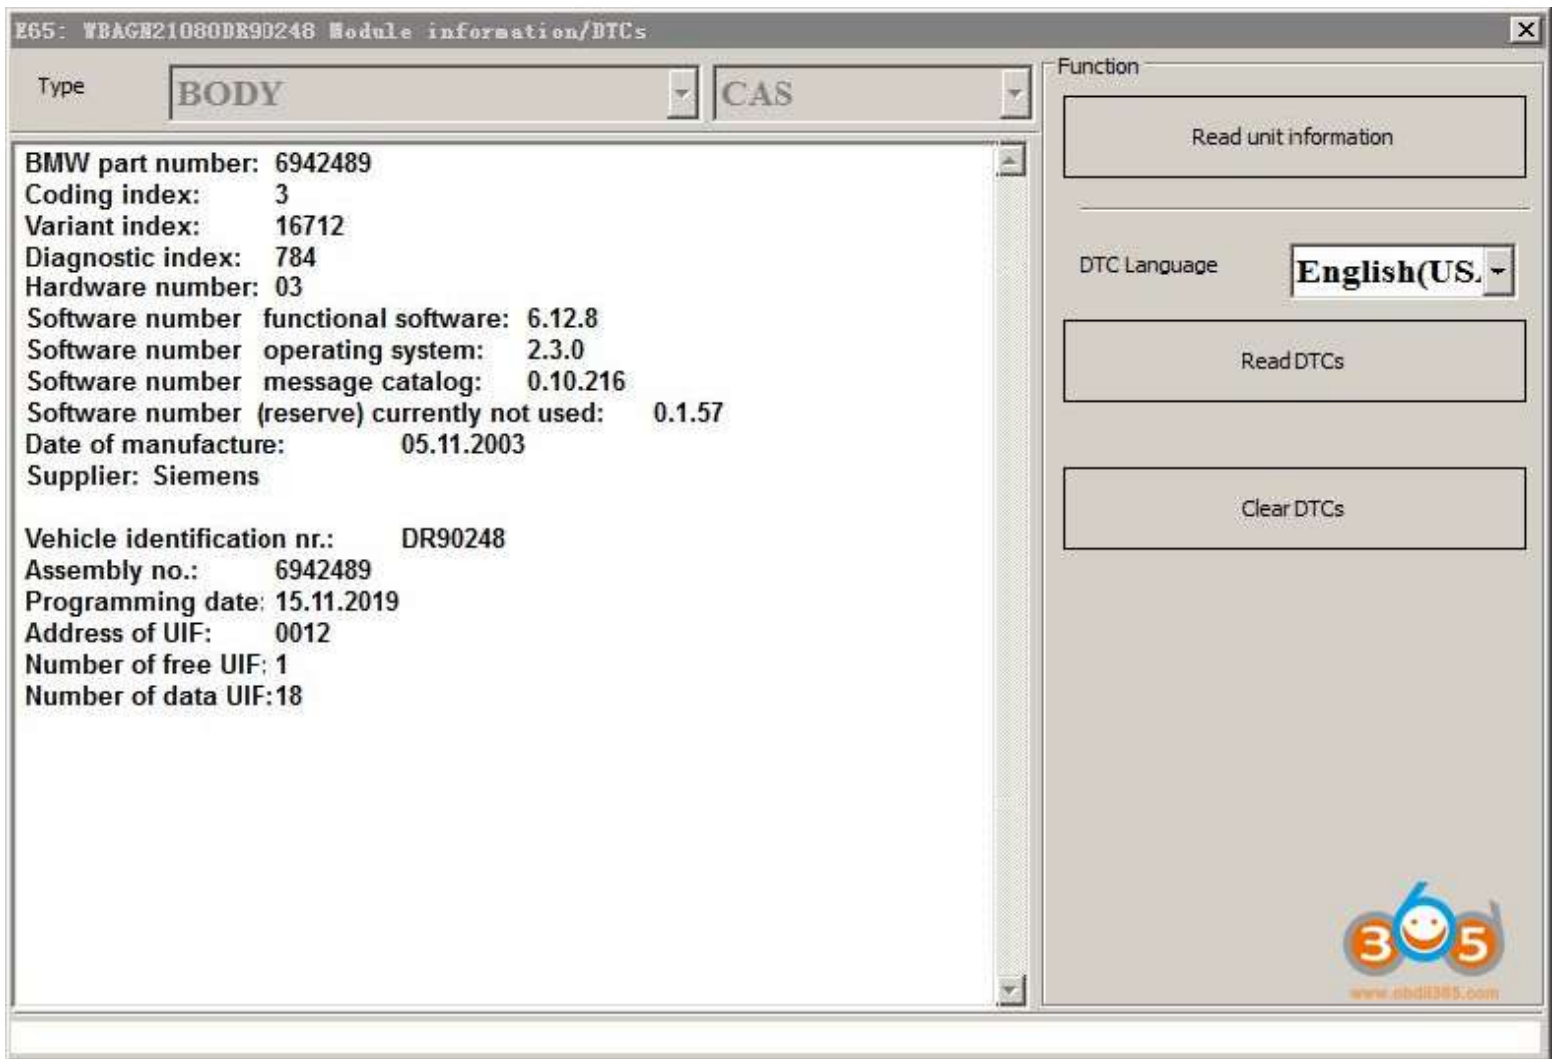 E65: WBAGN21080DR90248 Module information/DTCs
Type
BODY
CAS
BMW part number: 6942489
Coding index: 3
Variant index: 16712
Diagnostic index: 784
Hardware number: 03
Software number functional software: 6.12.8
Software number operating system: 2.3.0
Software number message catalog: 0.10.216
Software number (reserve) currently not used: 0.1.57
Date of manufacture: 05.11.2003
Supplier: Siemens
Vehicle identification nr.: DR90248
Assembly no.: 6942489
Programming date: 15.11.2019
Address of UIF: 0012
Number of free UIF: 1
Number of data UIF: 18
Function
Read unit information
DTC Language
English(US.
Read DTCs
Clear DTCs
365
www.obdii365.com